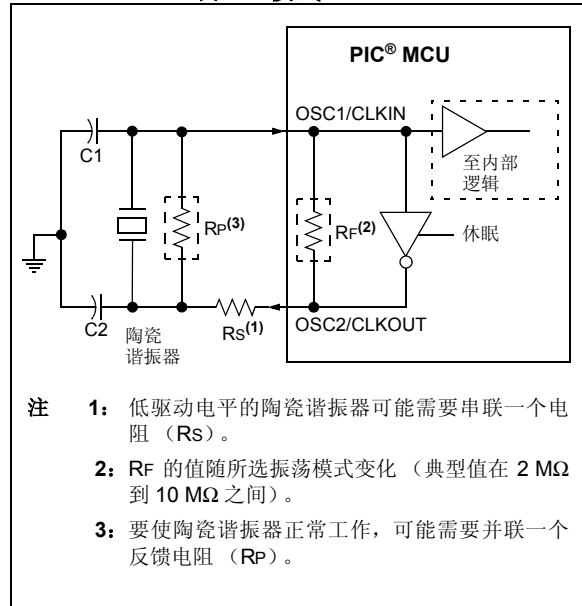 PIC® MCU
OSC1/CLKIN
C1
至内部
逻辑
RP(3)
RF(2)
休眠
C2
陶瓷
谐振器
RS(1)
OSC2/CLKOUT
注 1: 低驱动电平的陶瓷谐振器可能需要串联一个电
阻 （RS）。
2: RF 的值随所选振荡模式变化 （典型值在 2 MΩ
到 10 MΩ 之间）。
3: 要使陶瓷谐振器正常工作，可能需要并联一个
反馈电阻 （RP）。